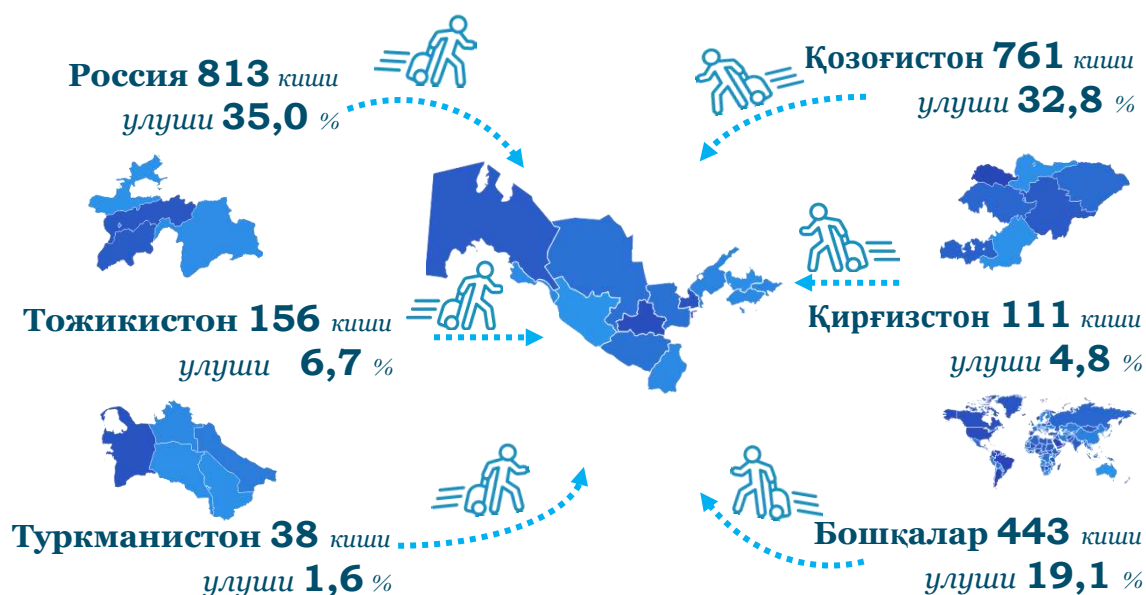 Россия 813 киши
улуши 35,0 %
Қозоғистон 761 киши
улуши 32,8 %
Тожикистон 156 киши
улуши 6,7 %
Қирғизстон 111 киши
улуши 4,8 %
Туркманистон 38 киши
улуши 1,6 %
Бошқалар 443 киши
улуши 19,1 %